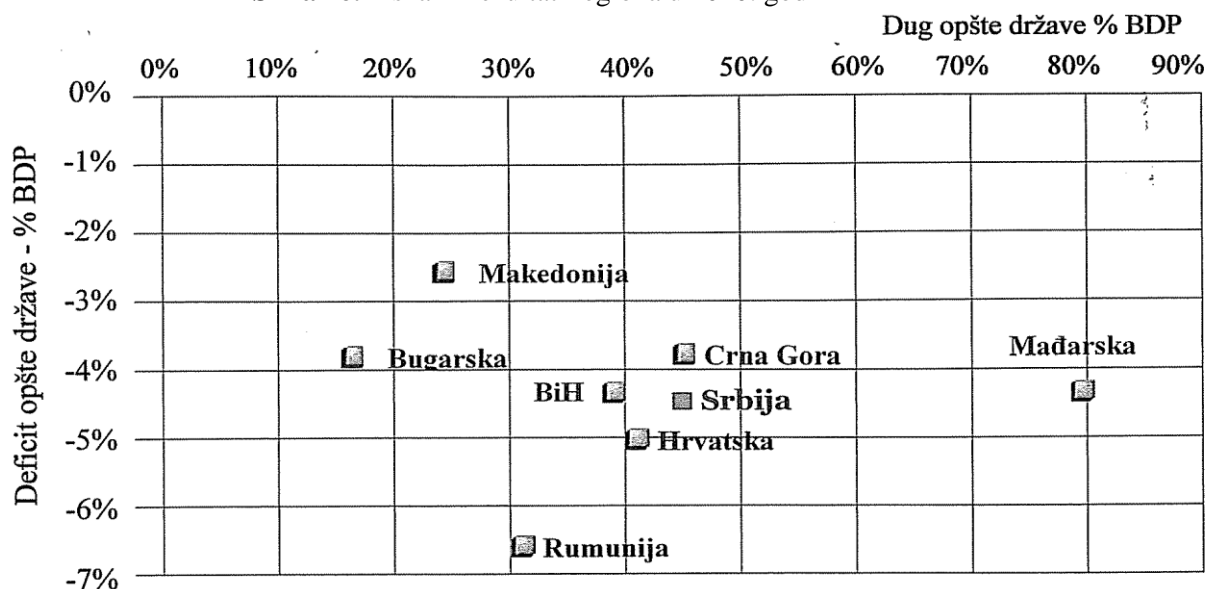 Dug opšte države % BDP
0% 10% 20% 30% 40% 50% 60% 70% 80% 90%
0%
-1%
-2%
-3%
-4%
-5%
-6%
-7%
Deficit opšte države - % BDP
Makedonija
Bugarska
Crna Gora
Mađarska
BiH
Srbija
Hrvatska
Rumunija